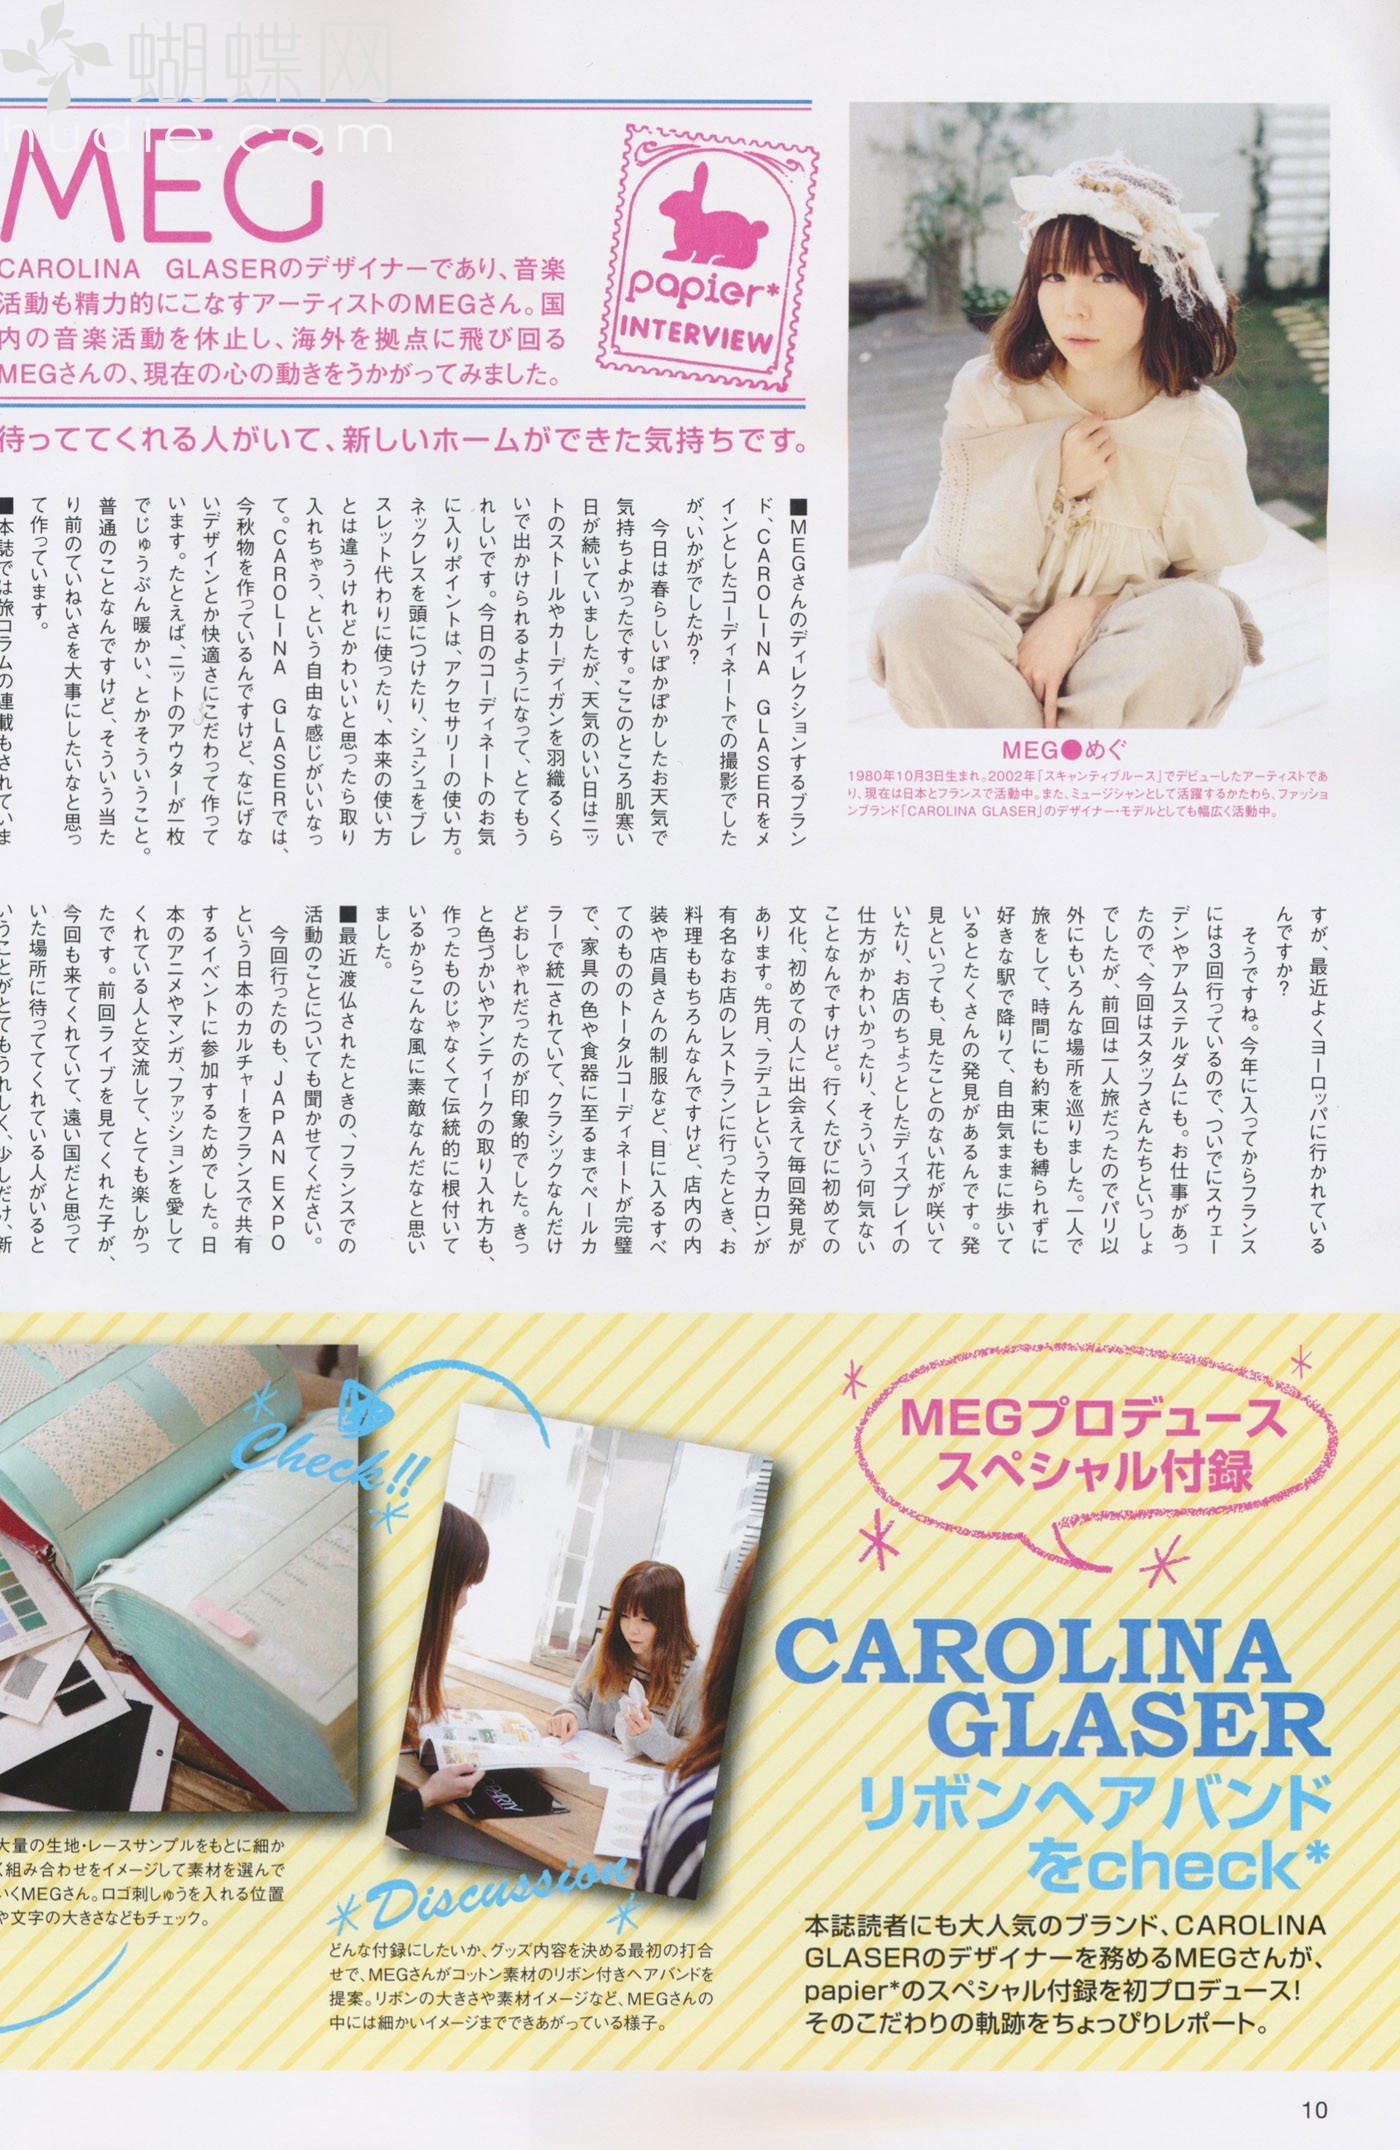 蝴蝶网
hudie.com
MEG
CAROLINA GLASERのデザイナーであり、音楽
活動も精力的にこなすアーティストのMEGさん。国
内の音楽活動を休止し、海外を拠点に飛び回る
MEGさんの、現在の心の動きをうかがってみました。
papier*
INTERVIEW
待っててくれる人がいて、新しいホームができた気持ちです。
MEG●めぐ
1980年10月3日生まれ。2002年「スキャンティブルース」でデビューしたアーティストであ
り、現在は日本とフランスで活動中。また、ミュージシャンとして活躍するかたわら、ファッショ
ンブランド「CAROLINA GLASER」のデザイナー・モデルとしても幅広く活動中。
■MEGさんのディレクションするブラン
ド、CAROLINA GLASERをメ
インとしたコーディネートでの撮影でした
が、いかがでしたか?
今日は春らしいぽかぽかしたお天気で
気持ちよかったです。ここのところ肌寒い
日が続いていましたが、天気のいい日はニッ
トのストールやカーディガンを羽織るくら
いで出かけられるようになって、とてもう
れしいです。今日のコーディネートのお気
に入りポイントは、アクセサリーの使い方。
ネックレスを頭につけたり、シュシュをブレ
スレット代わりに使ったり、本来の使い方
とは違うけれどかわいいと思ったら取り
入れちゃう、という自由な感じがいいなっ
て。CAROLINA GLASERでは、
今秋物を作っているんですけど、なにげな
いデザインとか快適さにこだわって作って
います。たとえば、ニットのアウターが一枚
でじゅうぶん暖かい、とかそういうこと。
普通のことなんですけど、そういう当た
り前のていねいさを大事にしたいなと思っ
て作っています。
■本誌では旅コラムの連載もされていま
すが、最近よくヨーロッパに行かれている
んですか?
そうですね。今年に入ってからフランス
には3回行っているので、ついでにスウェー
デンやアムステルダムにも。お仕事があっ
たので、今回はスタッフさんたちといっしょ
でしたが、前回は一人旅だったのでパリ以
外にもいろんな場所を巡りました。一人で
旅をして、時間にも約束にも縛られずに
好きな駅で降りて、自由気ままに歩いて
いるとたくさんの発見があるんです。発
見といっても、見たことのない花が咲いて
いたり、お店のちょっとしたディスプレイの
仕方がかわいかったり、そういう何気ない
ことなんですけど。行くたびに初めての
文化、初めての人に出会えて毎回発見が
あります。先月、ラデュレというマカロンが
有名なお店のレストランに行ったとき、お
料理ももちろんなんですけど、店内の内
装や店員さんの制服など、目に入るすべ
てのもののトータルコーディネートが完璧
で、家具の色や食器に至るまでペールカ
ラーで統一されていて、クラシックなんだけ
どおしゃれだったのが印象的でした。きっ
と色づかいやアンティークの取り入れ方も、
作ったものじゃなくて伝統的に根付いて
いるからこんな風に素敵なんだなと思い
ました。
■最近渡仏されたときの、フランスでの
活動のことについても聞かせてください。
今回行ったのも、JAPAN EXPO
という日本のカルチャーをフランスで共有
するイベントに参加するためでした。日
本のアニメやマンガ、ファッションを愛して
くれている人と交流して、とても楽しかっ
たです。前回ライブを見てくれた子が、
今回も来てくれていて、遠い国だと思って
いた場所に待っててくれている人がいると
いうことがとてもうれしく、少しだけ、新
MEGプロデュース
スペシャル付録
CAROLINA
GLASER
リボンヘアバンド
をcheck*
本誌読者にも大人気のブランド、CAROLINA
GLASERのデザイナーを務めるMEGさんが、
papier*のスペシャル付録を初プロデュース!
そのこだわりの軌跡をちょっぴりレポート。
Discussion
どんな付録にしたいか、グッズ内容を決める最初の打合
せで、MEGさんがコットン素材のリボン付きヘアバンドを
提案。リボンの大きさや素材イメージなど、MEGさんの
中には細かいイメージまでできあがっている様子。
Check!!
大量の生地・レースサンプルをもとに細か
く組み合わせをイメージして素材を選んで
いくMEGさん。ロゴ刺しゅうを入れる位置
や文字の大きさなどもチェック。
10